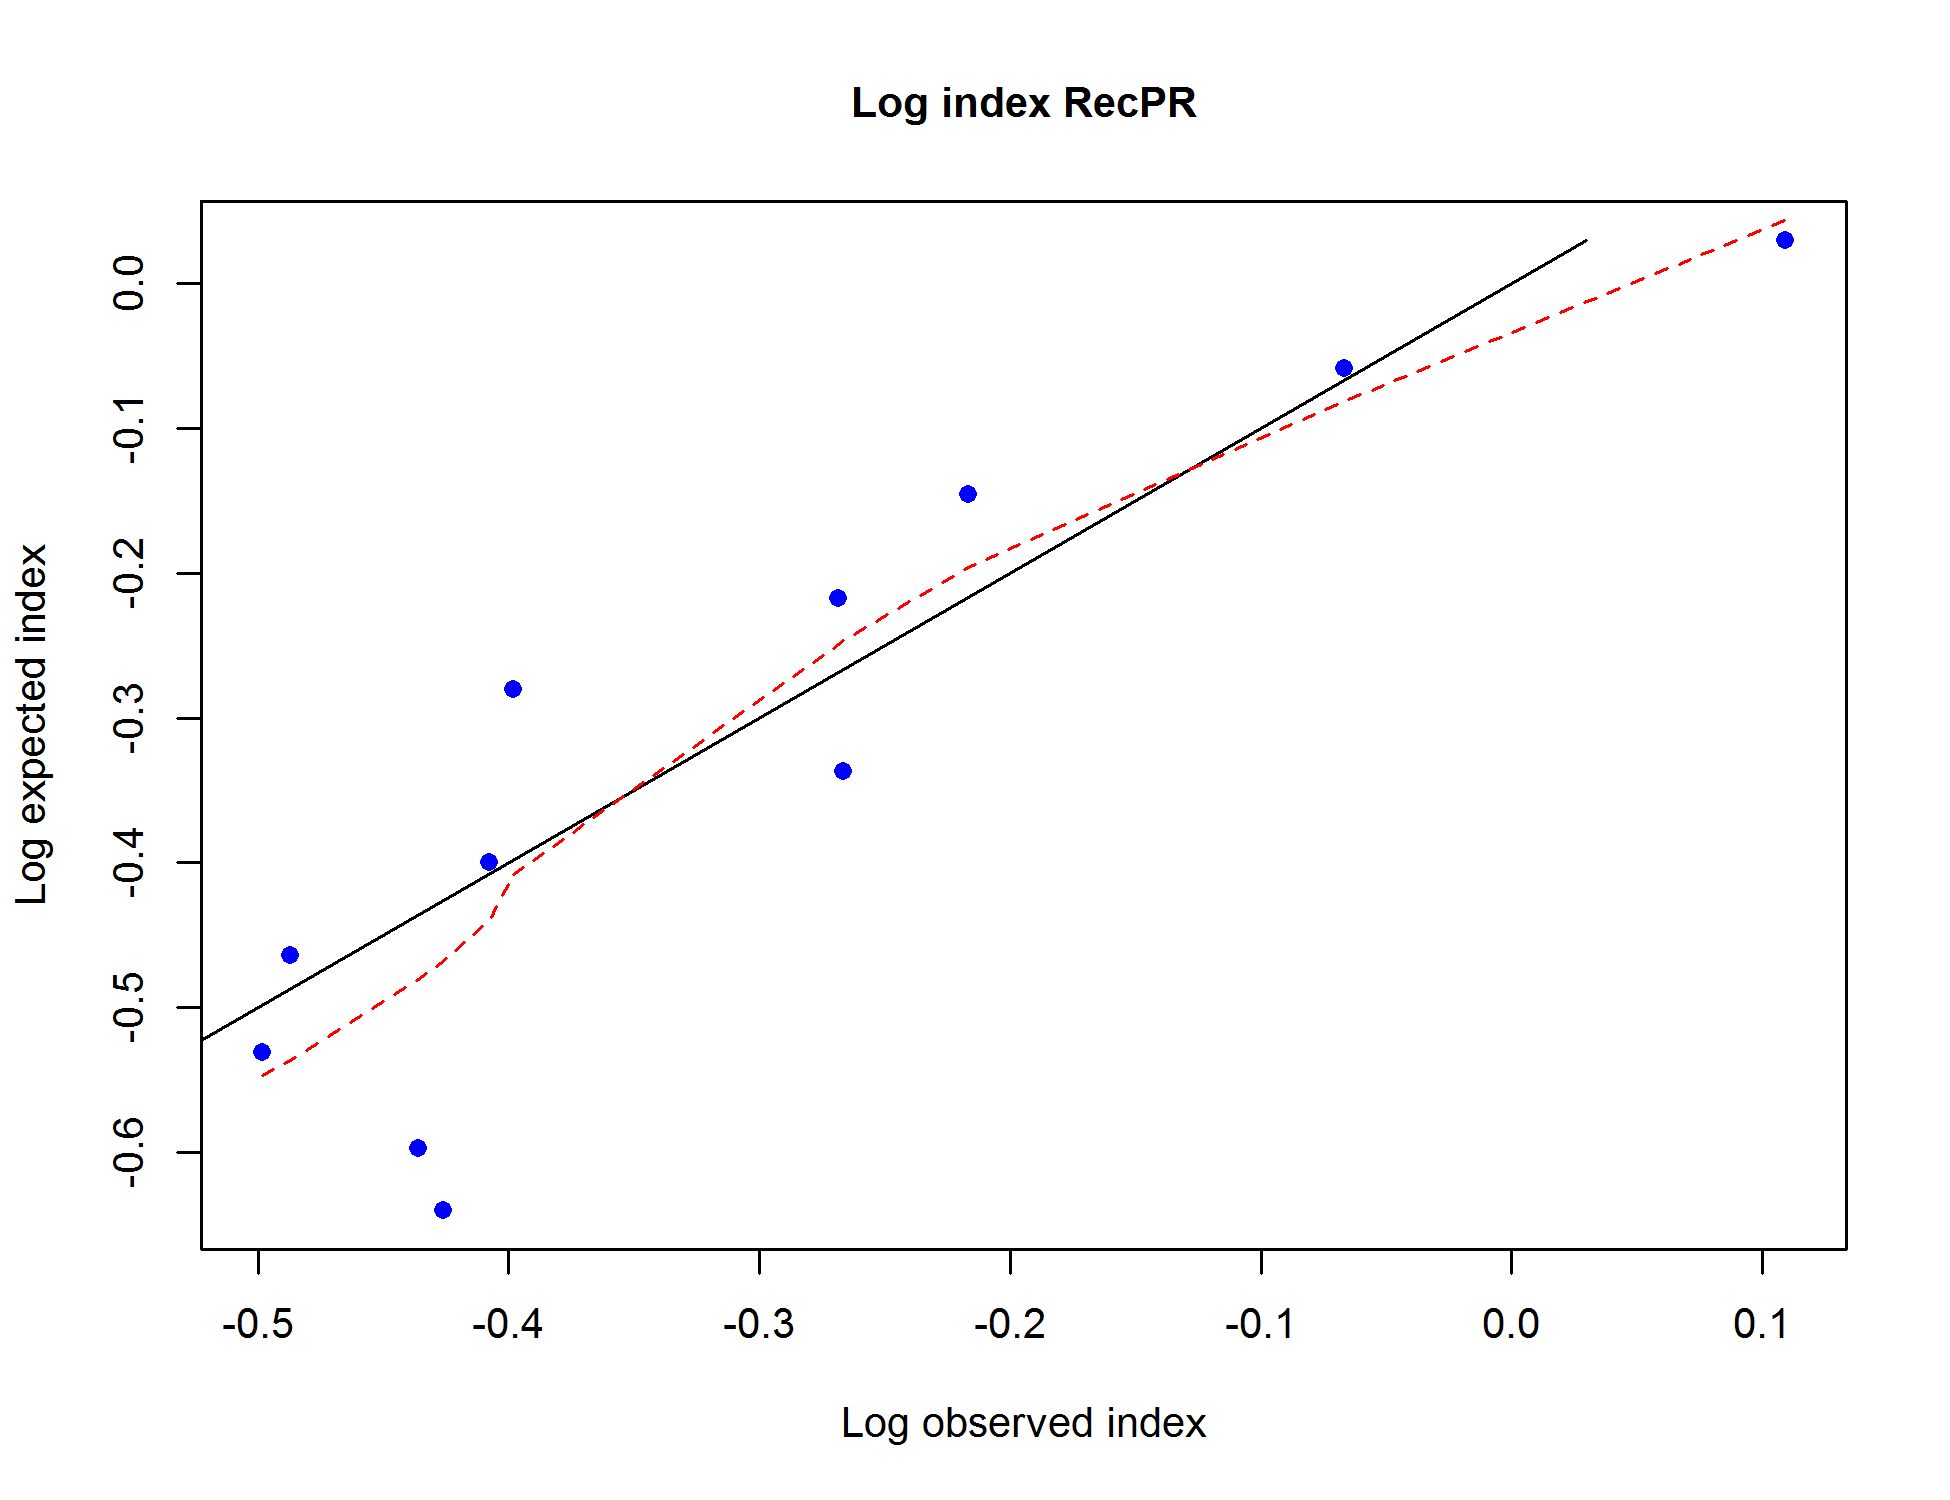 Log index RecPR
Log expected index
0.0
-0.1
-0.2
-0.3
-0.4
-0.5
-0.6
-0.5 -0.4 -0.3 -0.2 -0.1 0.0 0.1
Log observed index